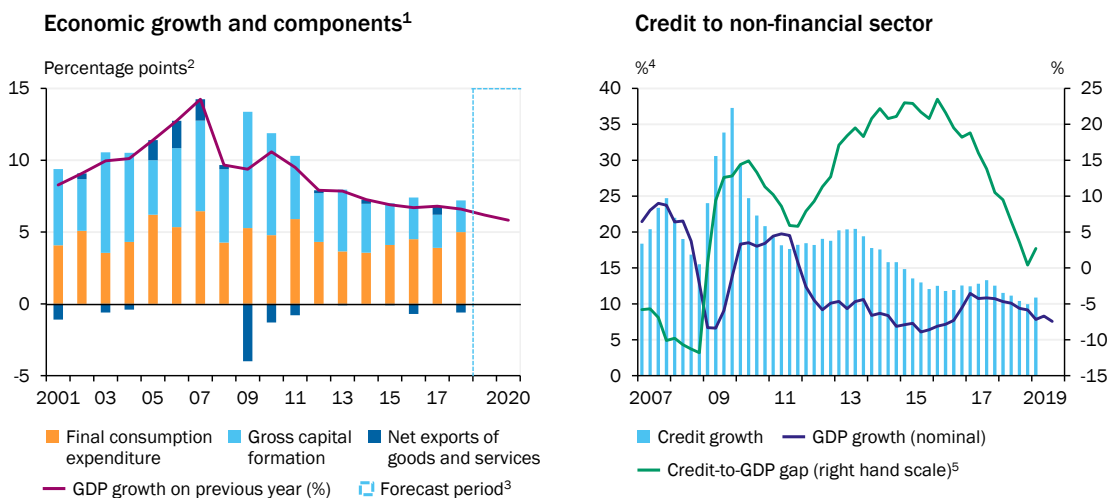 Economic growth and components¹
Percentage points²
15
10
5
0
-5
2001 03 05 07 09 11 13 15 17 2020
Final consumption expenditure
Gross capital formation
Net exports of goods and services
GDP growth on previous year (%)
Forecast period³
Credit to non-financial sector
%⁴ %
40 25
35 20
30 15
25 10
20 5
15 0
10 -5
5 -10
0 -15
2007 09 11 13 15 17 2019
Credit growth
GDP growth (nominal)
Credit-to-GDP gap (right hand scale)⁵